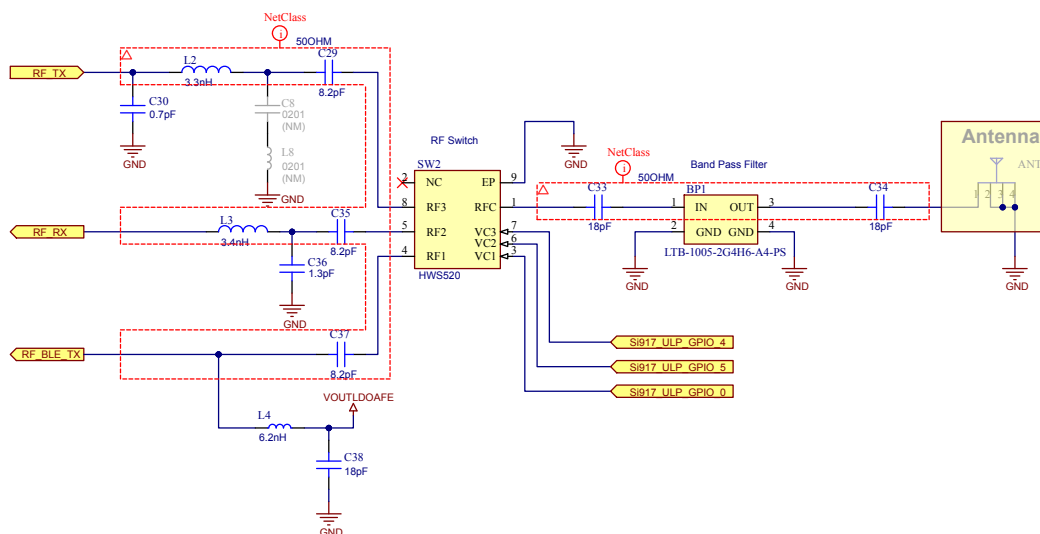 NetClass
i
50OHM
RF_TX
L2
3.3nH
C29
8.2pF
C30
0.7pF
GND
C8
0201
(NM)
L8
0201
(NM)
GND
RF Switch
SW2
2
NC
EP
9
8
RF3
RFC
1
5
RF2
VC3
7
VC2
6
4
RF1
VC1
3
HWS520
GND
NetClass
i
50OHM
C33
18pF
Band Pass Filter
BP1
1
IN
OUT
3
2
GND
GND
4
LTB-1005-2G4H6-A4-PS
GND
GND
C34
18pF
Antenna
ANT
1
2
3
4
GND
RF_RX
L3
3.4nH
C35
8.2pF
C36
1.3pF
GND
RF_BLE_TX
C37
8.2pF
Si917_ULP_GPIO_4
Si917_ULP_GPIO_5
Si917_ULP_GPIO_0
VOUTLDOAFE
L4
6.2nH
C38
18pF
GND